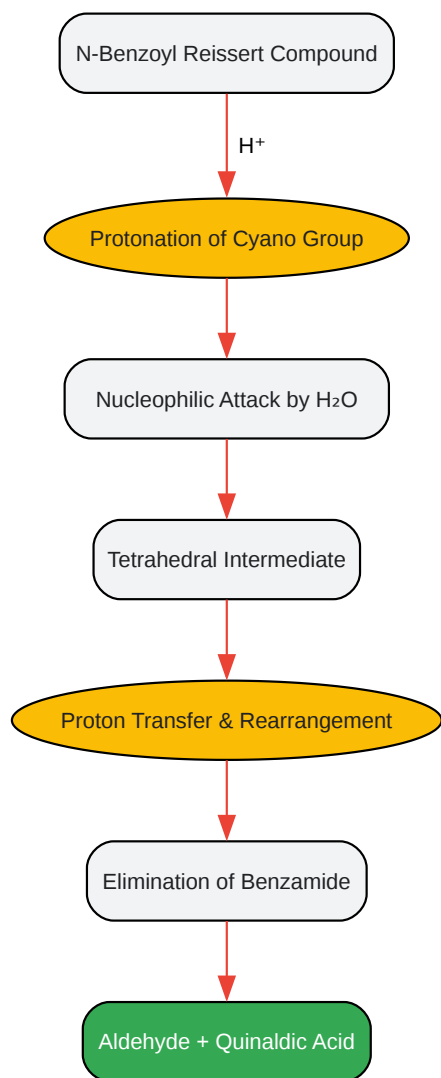 N-Benzoyl Reissert Compound
H⁺
Protonation of Cyano Group
Nucleophilic Attack by H₂O
Tetrahedral Intermediate
Proton Transfer & Rearrangement
Elimination of Benzamide
Aldehyde + Quinaldic Acid